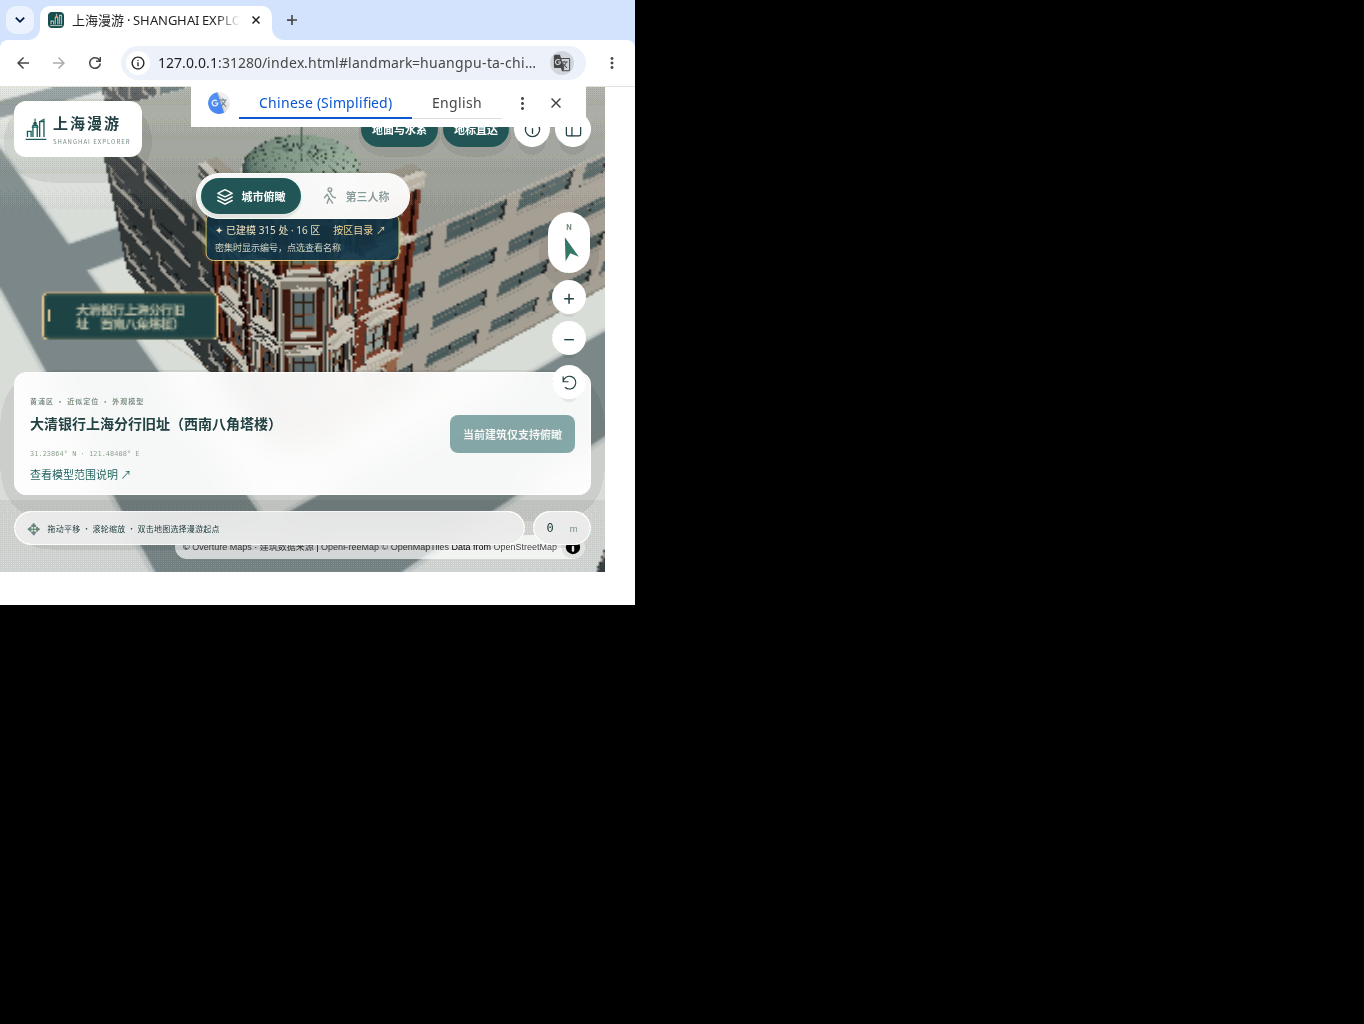 上海漫游 · SHANGHAI EXPLO
127.0.0.1:31280/index.html#landmark=huangpu-ta-chi...
Chinese (Simplified)
English
上海漫游
SHANGHAI EXPLORER
地面与水系
地标直达
城市俯瞰
第三人称
✦ 已建模 315 处 · 16 区 按区目录 ↗
密集时显示编号，点选查看名称
N
大清银行上海分行旧
址（西南八角塔楼）
+
−
黄浦区 · 近似定位 · 外观模型
大清银行上海分行旧址（西南八角塔楼）
当前建筑仅支持俯瞰
31.23864° N · 121.48408° E
查看模型范围说明 ↗
拖动平移 · 滚轮缩放 · 双击地图选择漫游起点
0 m
© Overture Maps · 建筑数据来源 | OpenFreeMap © OpenMapTiles Data from OpenStreetMap